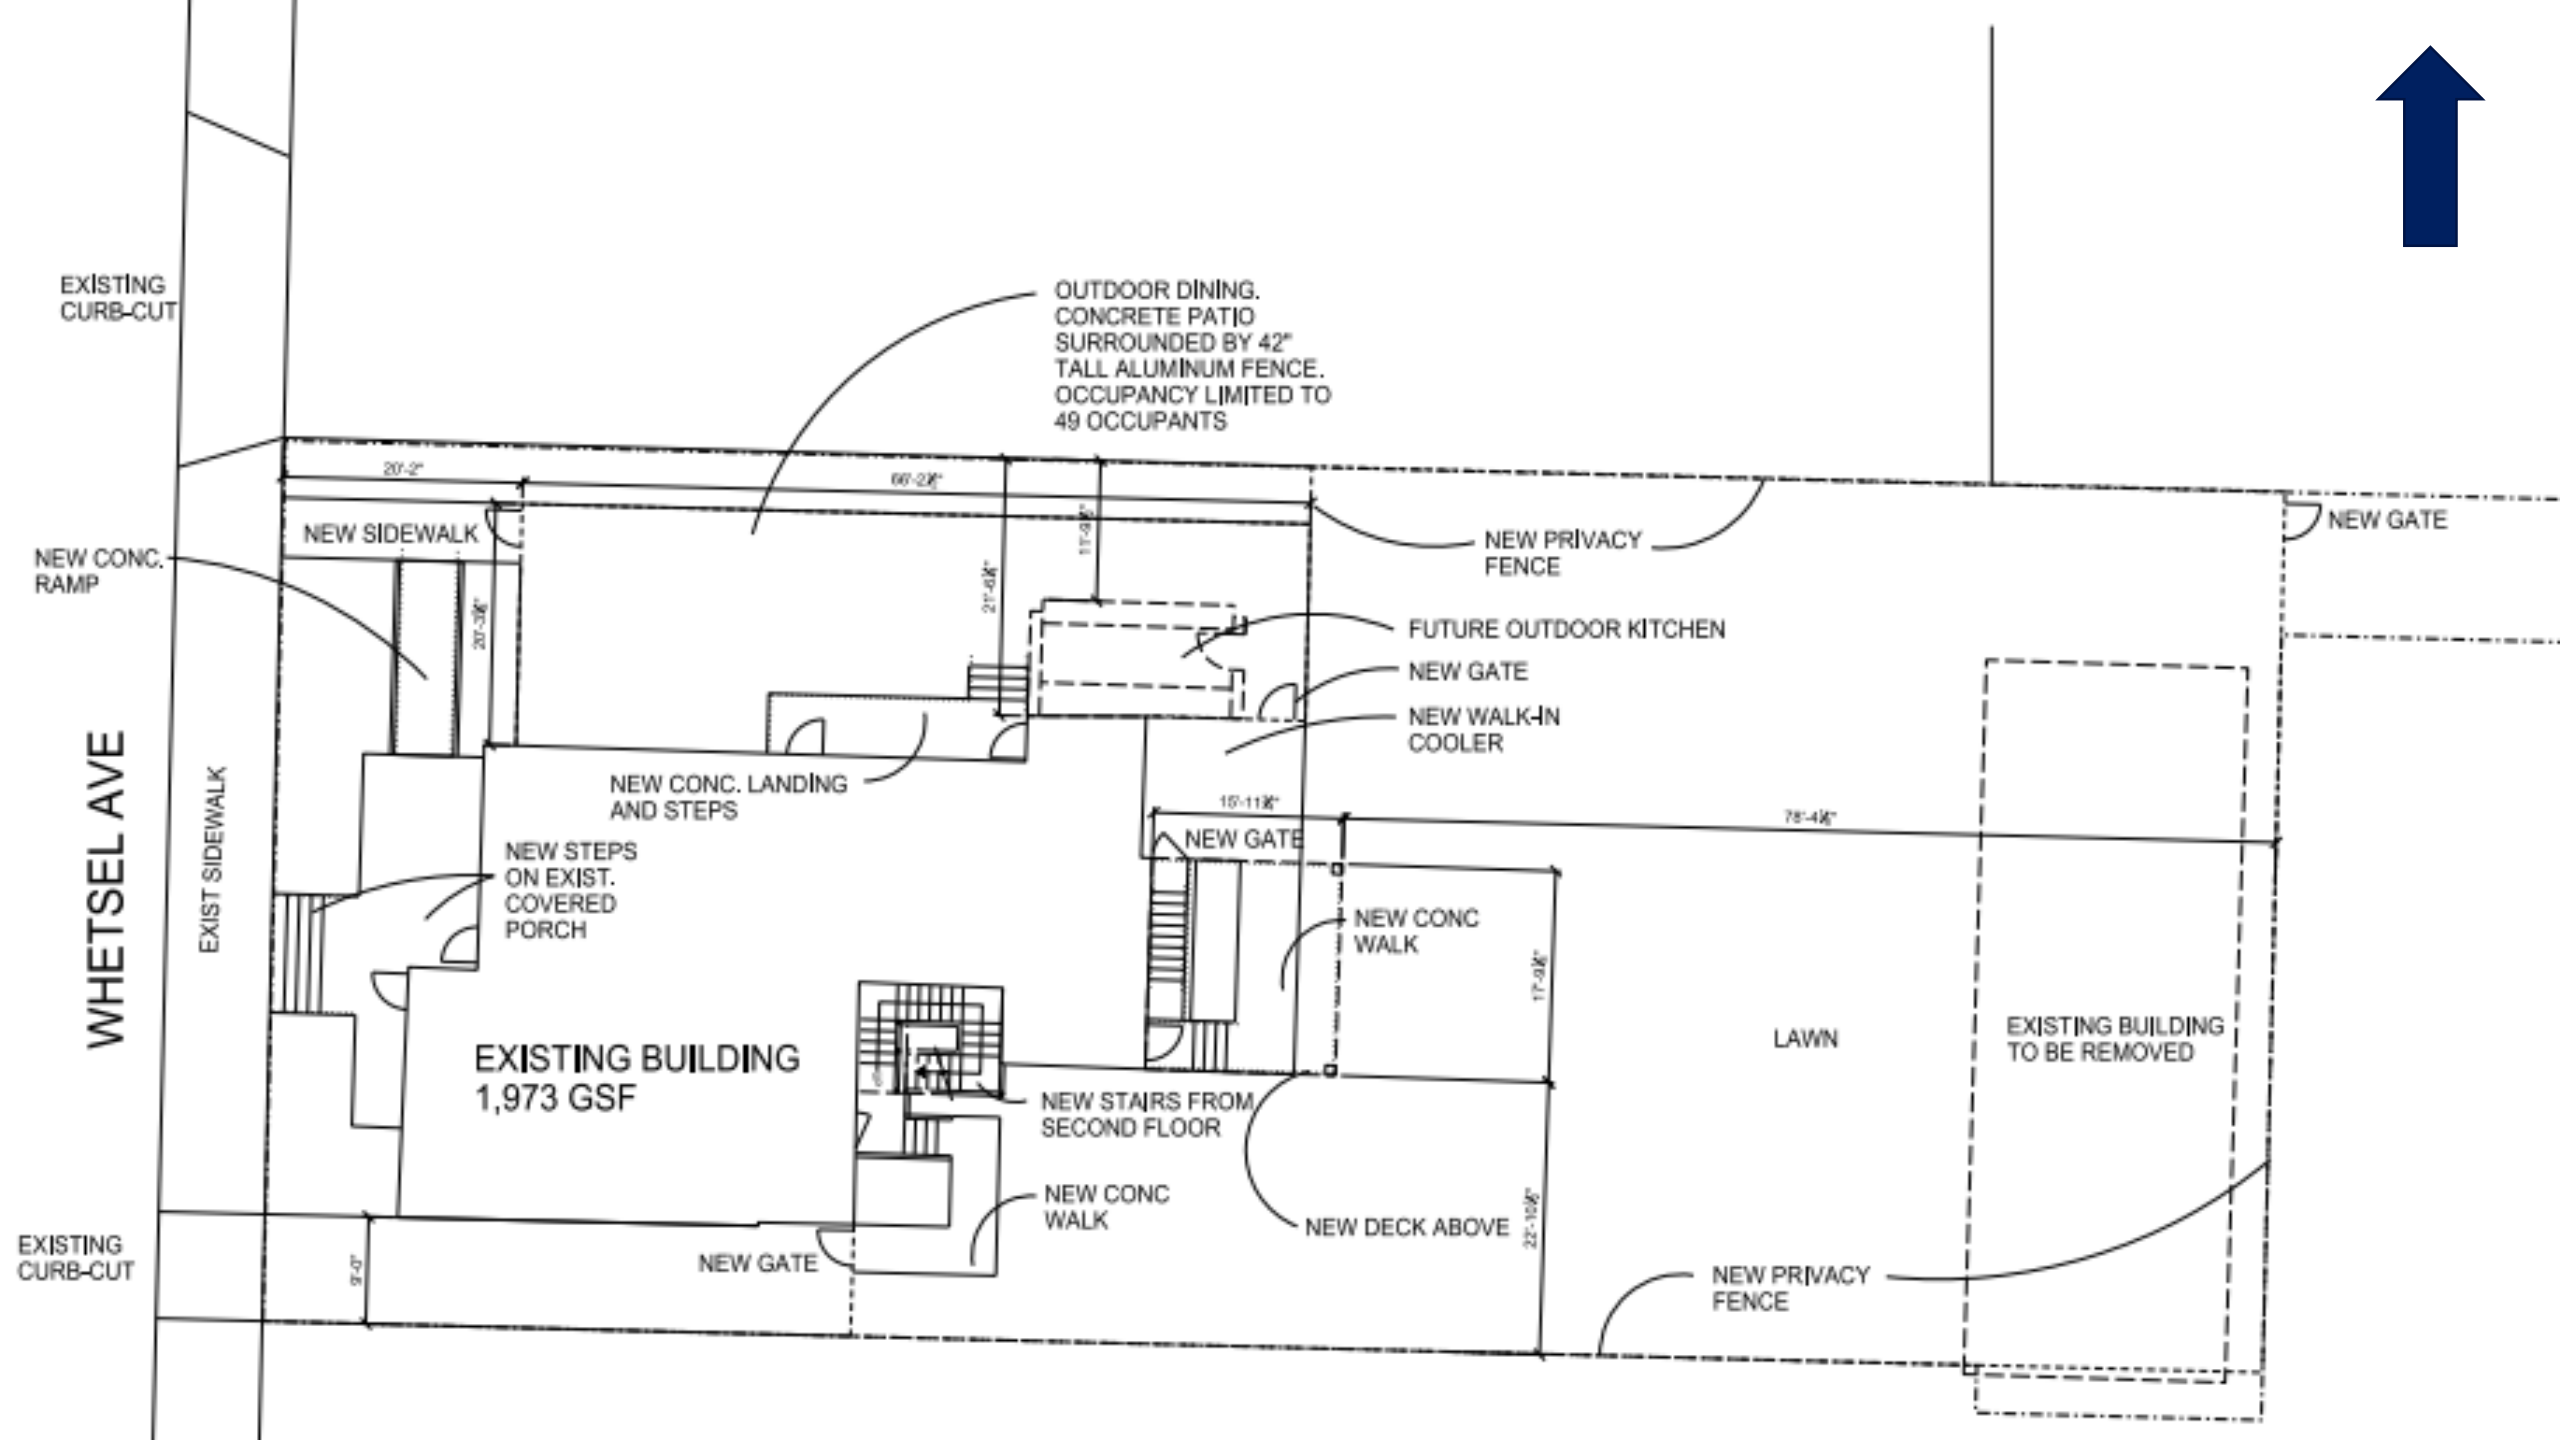 EXISTING
CURB-CUT
OUTDOOR DINING.
CONCRETE PATIO
SURROUNDED BY 42"
TALL ALUMINUM FENCE.
OCCUPANCY LIMITED TO
49 OCCUPANTS
20'-2"
NEW SIDEWALK
NEW CONC.
RAMP
NEW PRIVACY
FENCE
NEW GATE
FUTURE OUTDOOR KITCHEN
NEW GATE
NEW WALK-IN
COOLER
NEW CONC. LANDING
AND STEPS
NEW GATE
WHETSEL AVE
EXIST SIDEWALK
NEW STEPS
ON EXIST.
COVERED
PORCH
NEW CONC
WALK
LAWN
EXISTING BUILDING
TO BE REMOVED
EXISTING BUILDING
1,973 GSF
NEW STAIRS FROM
SECOND FLOOR
NEW CONC
WALK
NEW DECK ABOVE
NEW GATE
EXISTING
CURB-CUT
9'-0"
NEW PRIVACY
FENCE